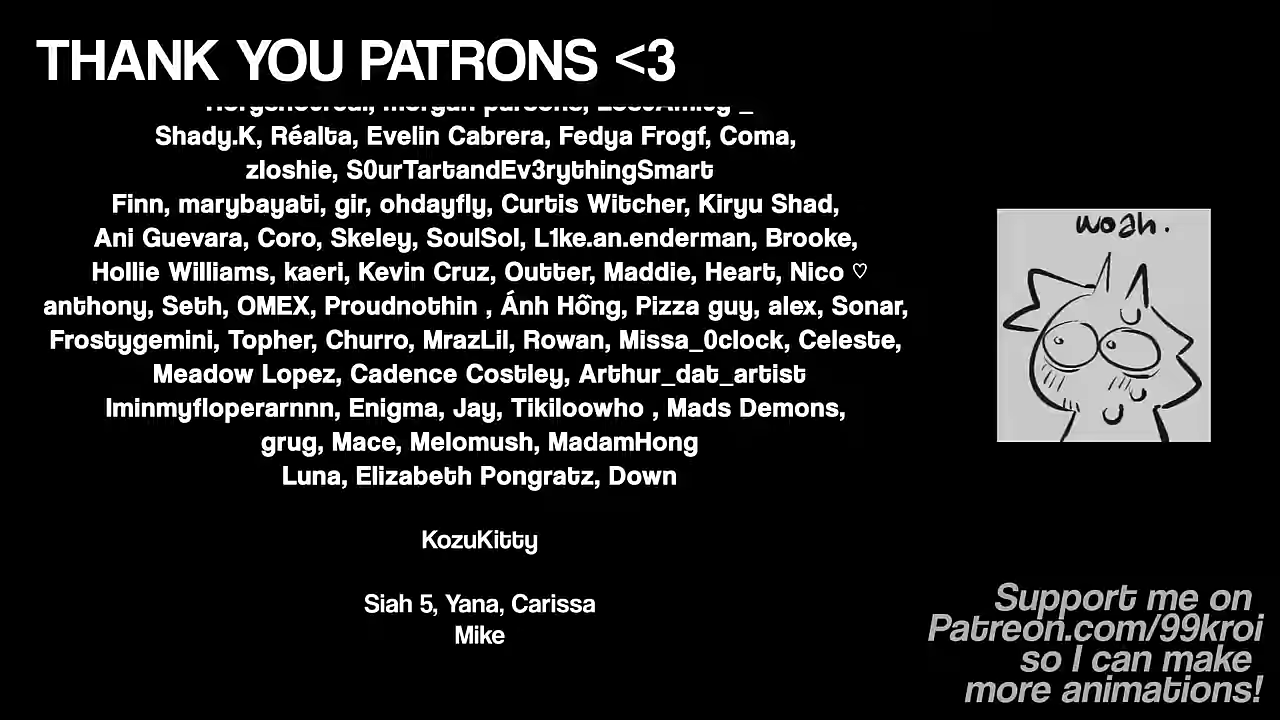 THANK YOU PATRONS <3
Shady.K, Réalta, Evelin Cabrera, Fedya Frogf, Coma,
zloshie, S0urTartandEv3rythingSmart
Finn, marybayati, gir, ohdayfly, Curtis Witcher, Kiryu Shad,
Ani Guevara, Coro, Skeley, SoulSol, L1ke.an.enderman, Brooke,
Hollie Williams, kaeri, Kevin Cruz, Outter, Maddie, Heart, Nico ♡
anthony, Seth, OMEX, Proudnothin , Ánh Hồng, Pizza guy, alex, Sonar,
Frostygemini, Topher, Churro, MrazLil, Rowan, Missa_0clock, Celeste,
Meadow Lopez, Cadence Costley, Arthur_dat_artist
Iminmyfloperarnnn, Enigma, Jay, Tikiloowho , Mads Demons,
grug, Mace, Melomush, MadamHong
Luna, Elizabeth Pongratz, Down
KozuKitty
Siah 5, Yana, Carissa
Mike
woah.
Support me on
Patreon.com/99kroi
so I can make
more animations!